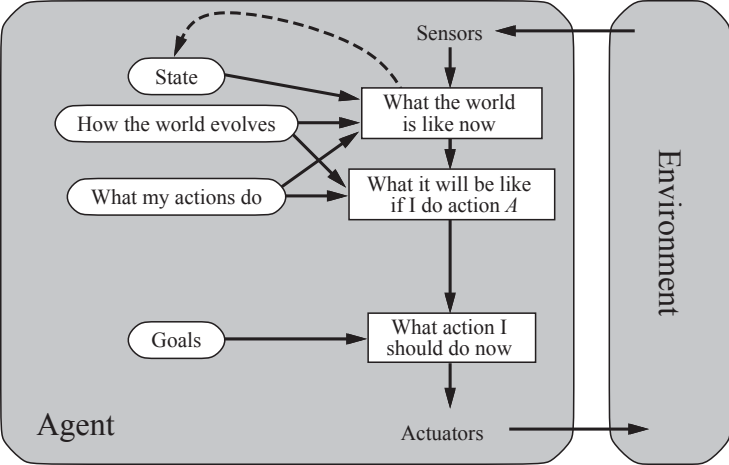 Sensors
State
What the world
is like now
How the world evolves
What my actions do
What it will be like
if I do action A
Goals
What action I
should do now
Agent
Actuators
Environment